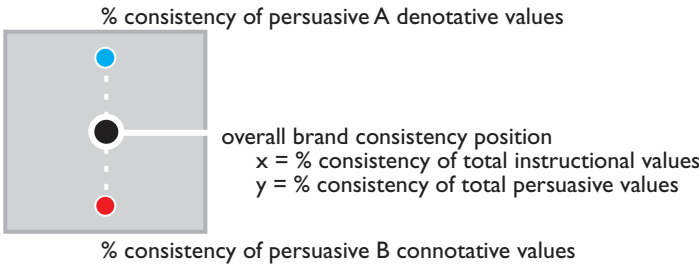 % consistency of persuasive A denotative values
overall brand consistency position
x = % consistency of total instructional values
y = % consistency of total persuasive values
% consistency of persuasive B connotative values